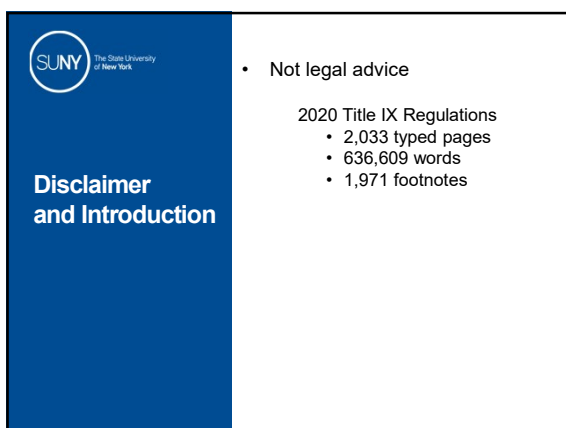 SUNY
The State University
of New York
Disclaimer
and Introduction
• Not legal advice
2020 Title IX Regulations
• 2,033 typed pages
• 636,609 words
• 1,971 footnotes